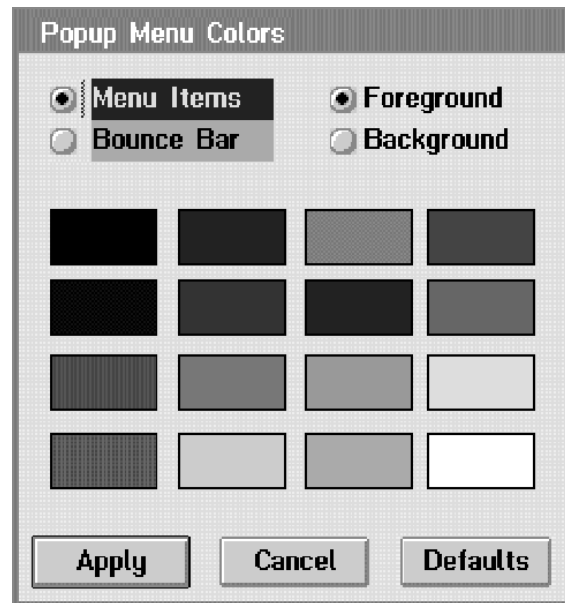 Popup Menu Colors
Menu Items Foreground
Bounce Bar Background
Apply Cancel Defaults